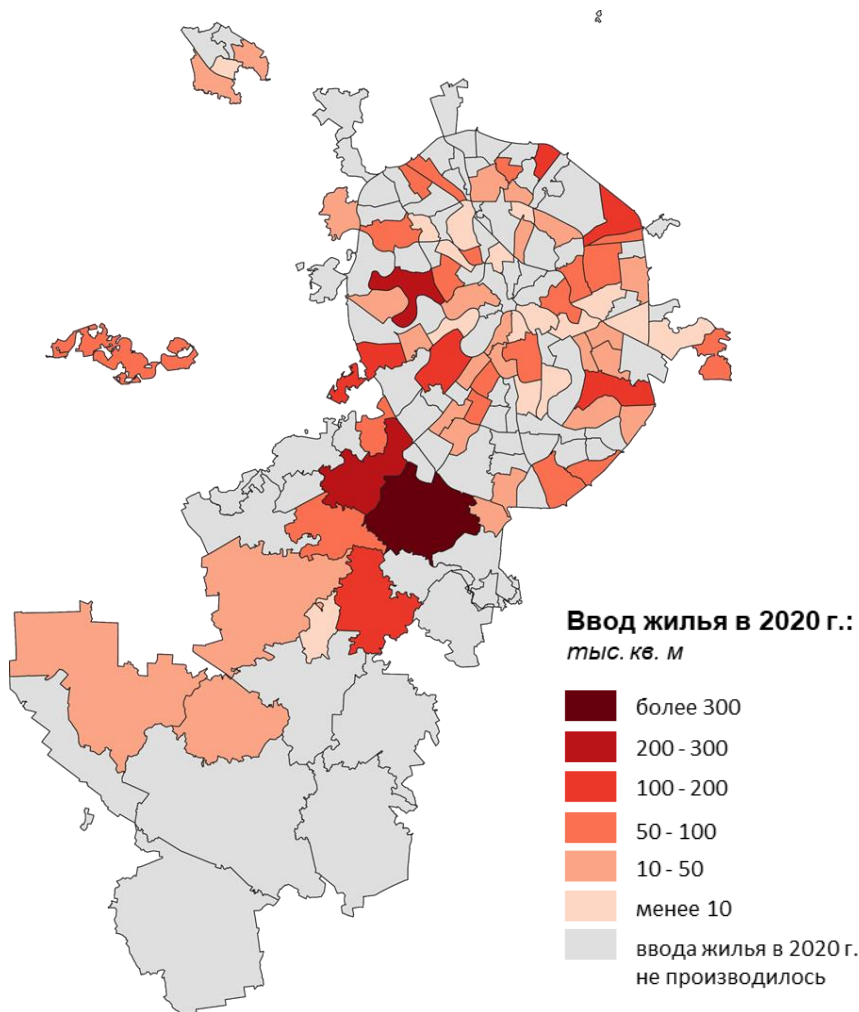 Ввод жилья в 2020 г.:
тыс. кв. м
более 300
200 - 300
100 - 200
50 - 100
10 - 50
менее 10
ввода жилья в 2020 г.
не производилось